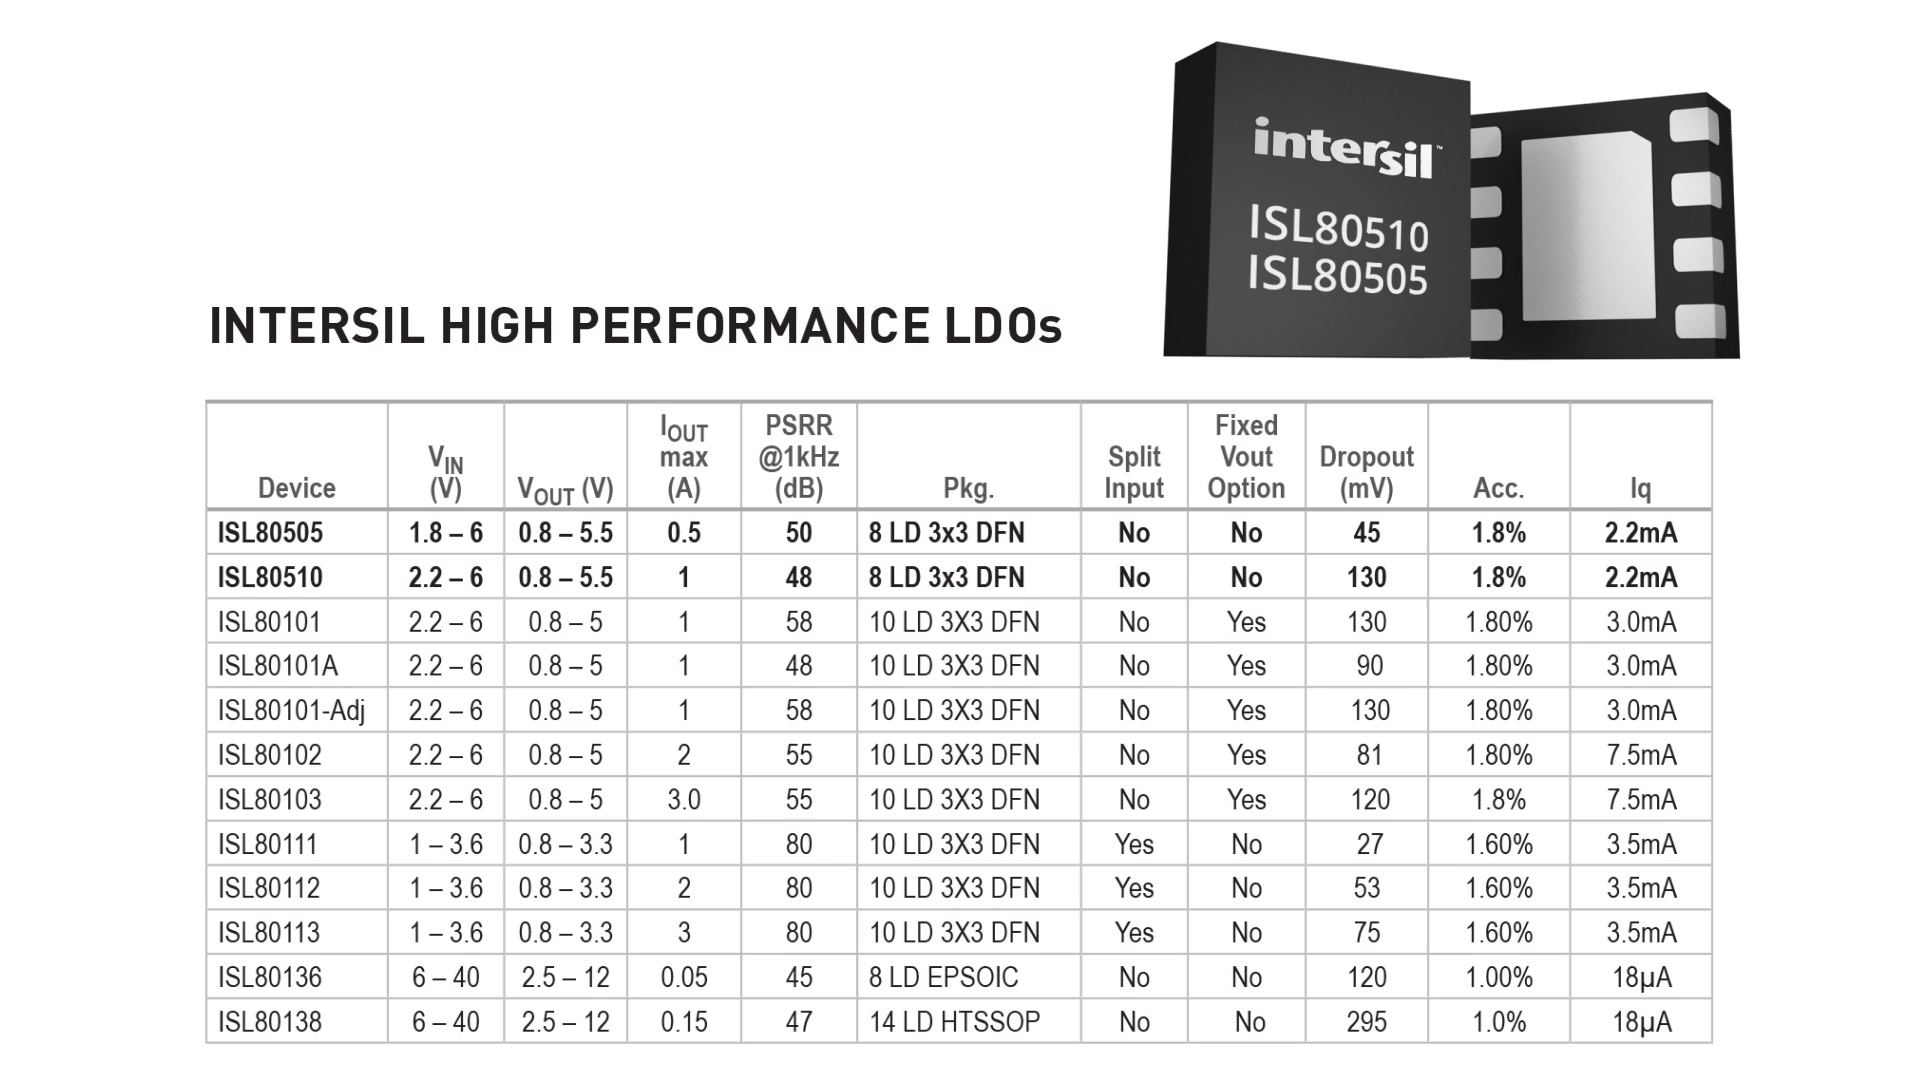 intersil™
ISL80510
ISL80505
INTERSIL HIGH PERFORMANCE LDOs
Device VIN (V) VOUT (V) IOUT max (A) PSRR @1kHz (dB) Pkg. Split Input Fixed Vout Option Dropout (mV) Acc. Iq
ISL80505 1.8 – 6 0.8 – 5.5 0.5 50 8 LD 3x3 DFN No No 45 1.8% 2.2mA
ISL80510 2.2 – 6 0.8 – 5.5 1 48 8 LD 3x3 DFN No No 130 1.8% 2.2mA
ISL80101 2.2 – 6 0.8 – 5 1 58 10 LD 3X3 DFN No Yes 130 1.80% 3.0mA
ISL80101A 2.2 – 6 0.8 – 5 1 48 10 LD 3X3 DFN No Yes 90 1.80% 3.0mA
ISL80101-Adj 2.2 – 6 0.8 – 5 1 58 10 LD 3X3 DFN No Yes 130 1.80% 3.0mA
ISL80102 2.2 – 6 0.8 – 5 2 55 10 LD 3X3 DFN No Yes 81 1.80% 7.5mA
ISL80103 2.2 – 6 0.8 – 5 3.0 55 10 LD 3X3 DFN No Yes 120 1.8% 7.5mA
ISL80111 1 – 3.6 0.8 – 3.3 1 80 10 LD 3X3 DFN Yes No 27 1.60% 3.5mA
ISL80112 1 – 3.6 0.8 – 3.3 2 80 10 LD 3X3 DFN Yes No 53 1.60% 3.5mA
ISL80113 1 – 3.6 0.8 – 3.3 3 80 10 LD 3X3 DFN Yes No 75 1.60% 3.5mA
ISL80136 6 – 40 2.5 – 12 0.05 45 8 LD EPSOIC No No 120 1.00% 18µA
ISL80138 6 – 40 2.5 – 12 0.15 47 14 LD HTSSOP No No 295 1.0% 18µA